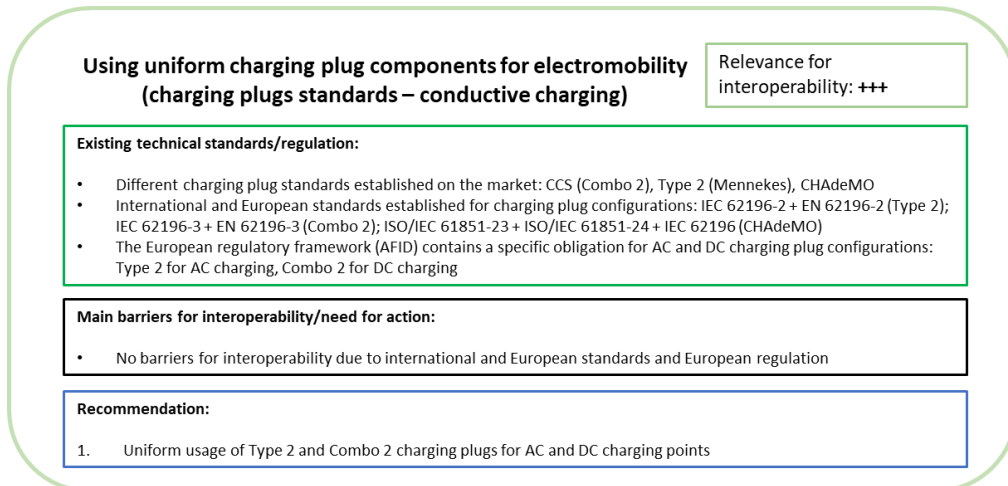 Using uniform charging plug components for electromobility
(charging plugs standards – conductive charging)
Relevance for
interoperability: +++
Existing technical standards/regulation:
• Different charging plug standards established on the market: CCS (Combo 2), Type 2 (Mennekes), CHAdeMO
• International and European standards established for charging plug configurations: IEC 62196-2 + EN 62196-2 (Type 2);
IEC 62196-3 + EN 62196-3 (Combo 2); ISO/IEC 61851-23 + ISO/IEC 61851-24 + IEC 62196 (CHAdeMO)
• The European regulatory framework (AFID) contains a specific obligation for AC and DC charging plug configurations:
Type 2 for AC charging, Combo 2 for DC charging
Main barriers for interoperability/need for action:
• No barriers for interoperability due to international and European standards and European regulation
Recommendation:
1. Uniform usage of Type 2 and Combo 2 charging plugs for AC and DC charging points